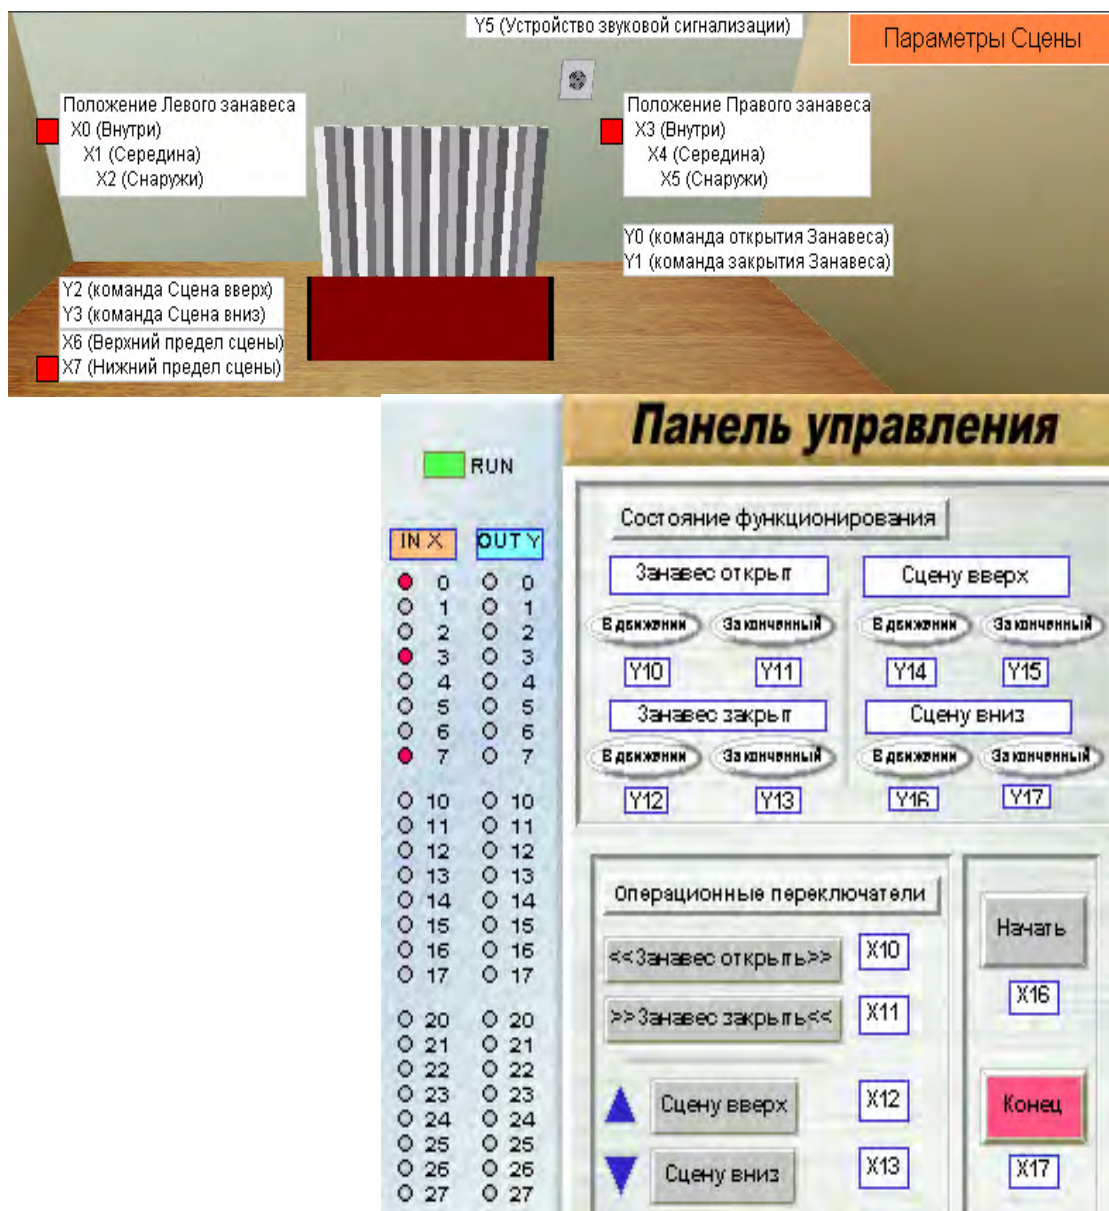 Y5 (Устройство звуковой сигнализации)
Параметры Сцены
Положение Левого занавеса
X0 (Внутри)
X1 (Середина)
X2 (Снаружи)
Положение Правого занавеса
X3 (Внутри)
X4 (Середина)
X5 (Снаружи)
Y0 (команда открытия Занавеса)
Y1 (команда закрытия Занавеса)
Y2 (команда Сцена вверх)
Y3 (команда Сцена вниз)
X6 (Верхний предел сцены)
X7 (Нижний предел сцены)
Панель управления
RUN
IN X OUT Y
0 0
1 1
2 2
3 3
4 4
5 5
6 6
7 7
10 10
11 11
12 12
13 13
14 14
15 15
16 16
17 17
20 20
21 21
22 22
23 23
24 24
25 25
26 26
27 27
Состояние функционирования
Занавес открыт Сцену вверх
В движении Законченный В движении Законченный
Y10 Y11 Y14 Y15
Занавес закрыт Сцену вниз
В движении Законченный В движении Законченный
Y12 Y13 Y16 Y17
Операционные переключатели
<<Занавес открыть>> X10
>>Занавес закрыть<< X11
Сцену вверх X12
Сцену вниз X13
Начать
X16
Конец
X17